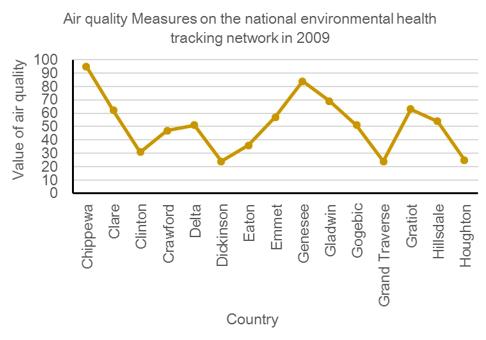 Air quality Measures on the national environmental health
tracking network in 2009
Value of air quality
100
90
80
70
60
50
40
30
20
10
0
Chippewa
Clare
Clinton
Crawford
Delta
Dickinson
Eaton
Emmet
Genesee
Gladwin
Gogebic
Grand Traverse
Gratiot
Hillsdale
Houghton
Country